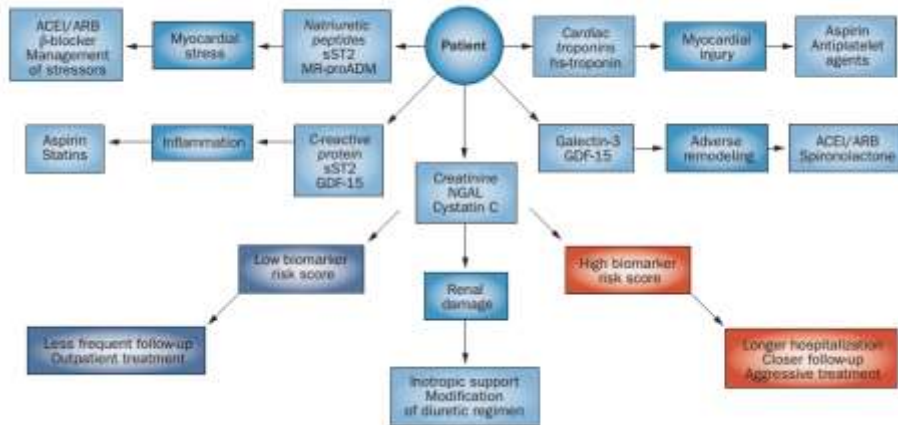 ACEI/ARB
β-blocker
Management
of stressors
Myocardial
stress
Natriuretic
peptides
sST2
MR-proADM
Patient
Cardiac
troponins
hs-troponin
Myocardial
injury
Aspirin
Antiplatelet
agents
Aspirin
Statins
Inflammation
C-reactive
protein
sST2
GDF-15
Galectin-3
GDF-15
Adverse
remodeling
ACEI/ARB
Spironolactone
Creatinine
NGAL
Cystatin C
Low biomarker
risk score
High biomarker
risk score
Renal
damage
Less frequent follow-up
Outpatient treatment
Longer hospitalization
Closer follow-up
Aggressive treatment
Inotropic support
Modification
of diuretic regimen